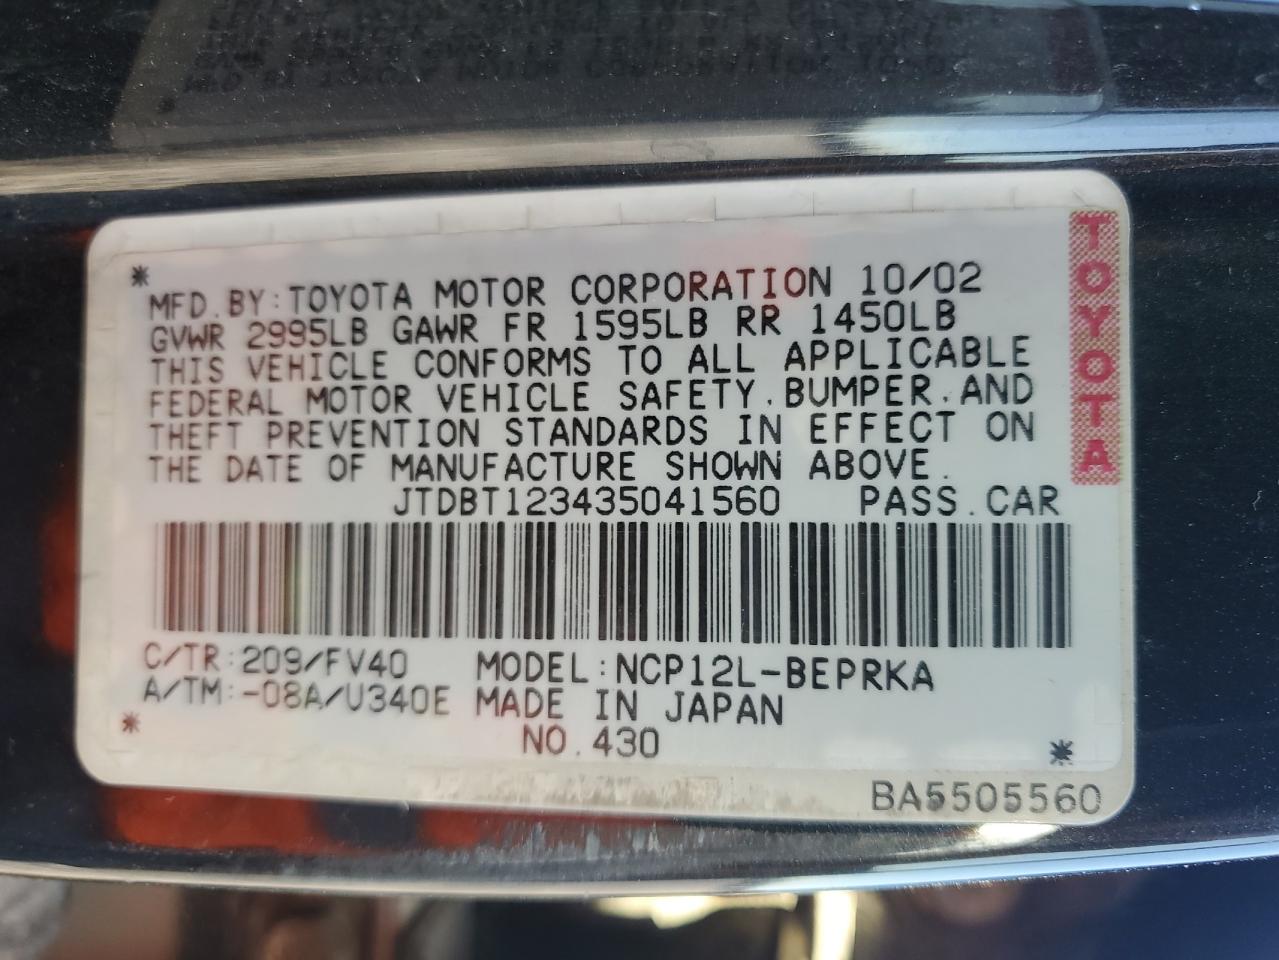 MFD. BY: TOYOTA MOTOR CORPORATION 10/02
GVWR 2995LB GAWR FR 1595LB RR 1450LB
THIS VEHICLE CONFORMS TO ALL APPLICABLE
FEDERAL MOTOR VEHICLE SAFETY, BUMPER, AND
THEFT PREVENTION STANDARDS IN EFFECT ON
THE DATE OF MANUFACTURE SHOWN ABOVE.
JTDBT123435041560 PASS. CAR
C/TR: 209/FV40 MODEL: NCP12L-BEPRKA
A/TM: -08A/U340E MADE IN JAPAN
NO. 430
BA5505560
TOYOTA